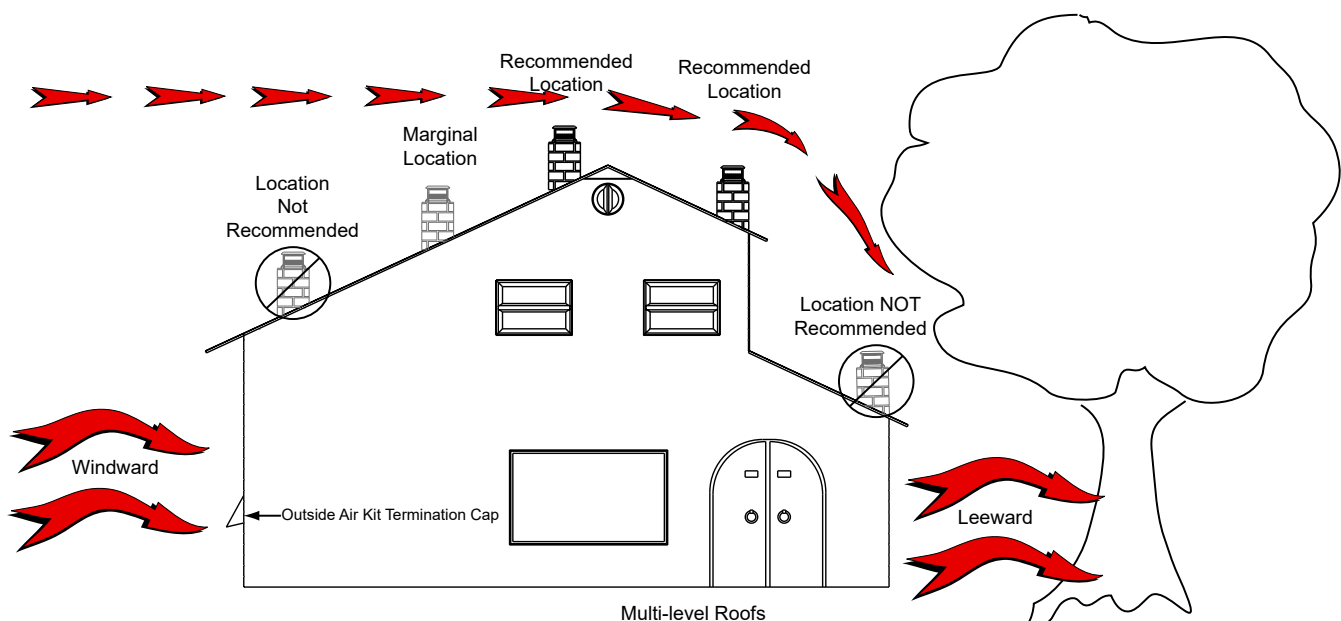 Recommended
Location
Recommended
Location
Marginal
Location
Location
Not
Recommended
Location NOT
Recommended
Windward
Outside Air Kit Termination Cap
Leeward
Multi-level Roofs